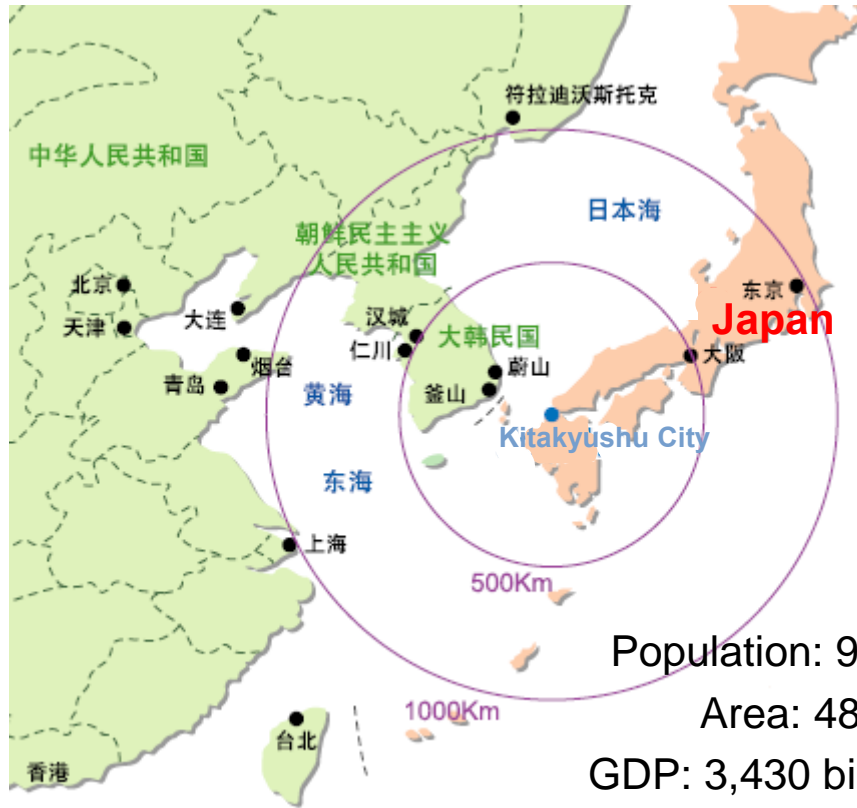 符拉迪沃斯托克
中华人民共和国
日本海
朝鲜民主主义
人民共和国
北京
东京
大连
汉城
Japan
天津
大韩民国
仁川
大阪
烟台
蔚山
青岛
黄海
釜山
Kitakyushu City
东海
上海
500Km
Population: 9
1000Km
Area: 48
台北
香港
GDP: 3,430 bi